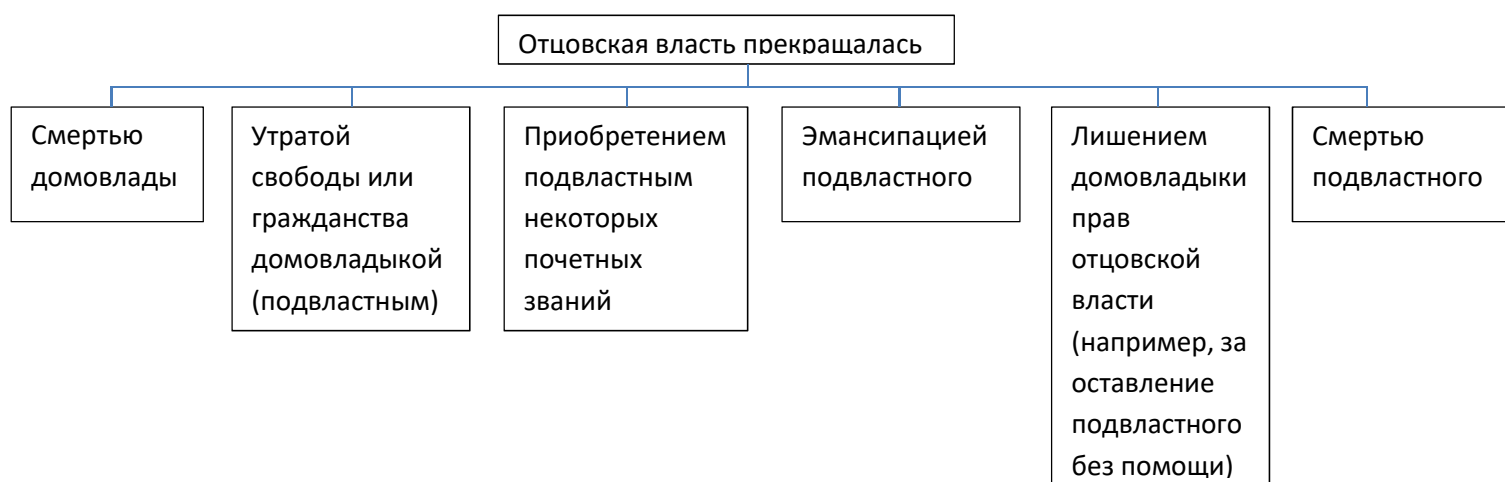 Отцовская власть прекращалась
Смертью
домовлады
Утратой
свободы или
гражданства
домовладыкой
(подвластным)
Приобретением
подвластным
некоторых
почетных
званий
Эмансипацией
подвластного
Лишением
домовладыки
прав
отцовской
власти
(например, за
оставление
подвластного
без помощи)
Смертью
подвластного